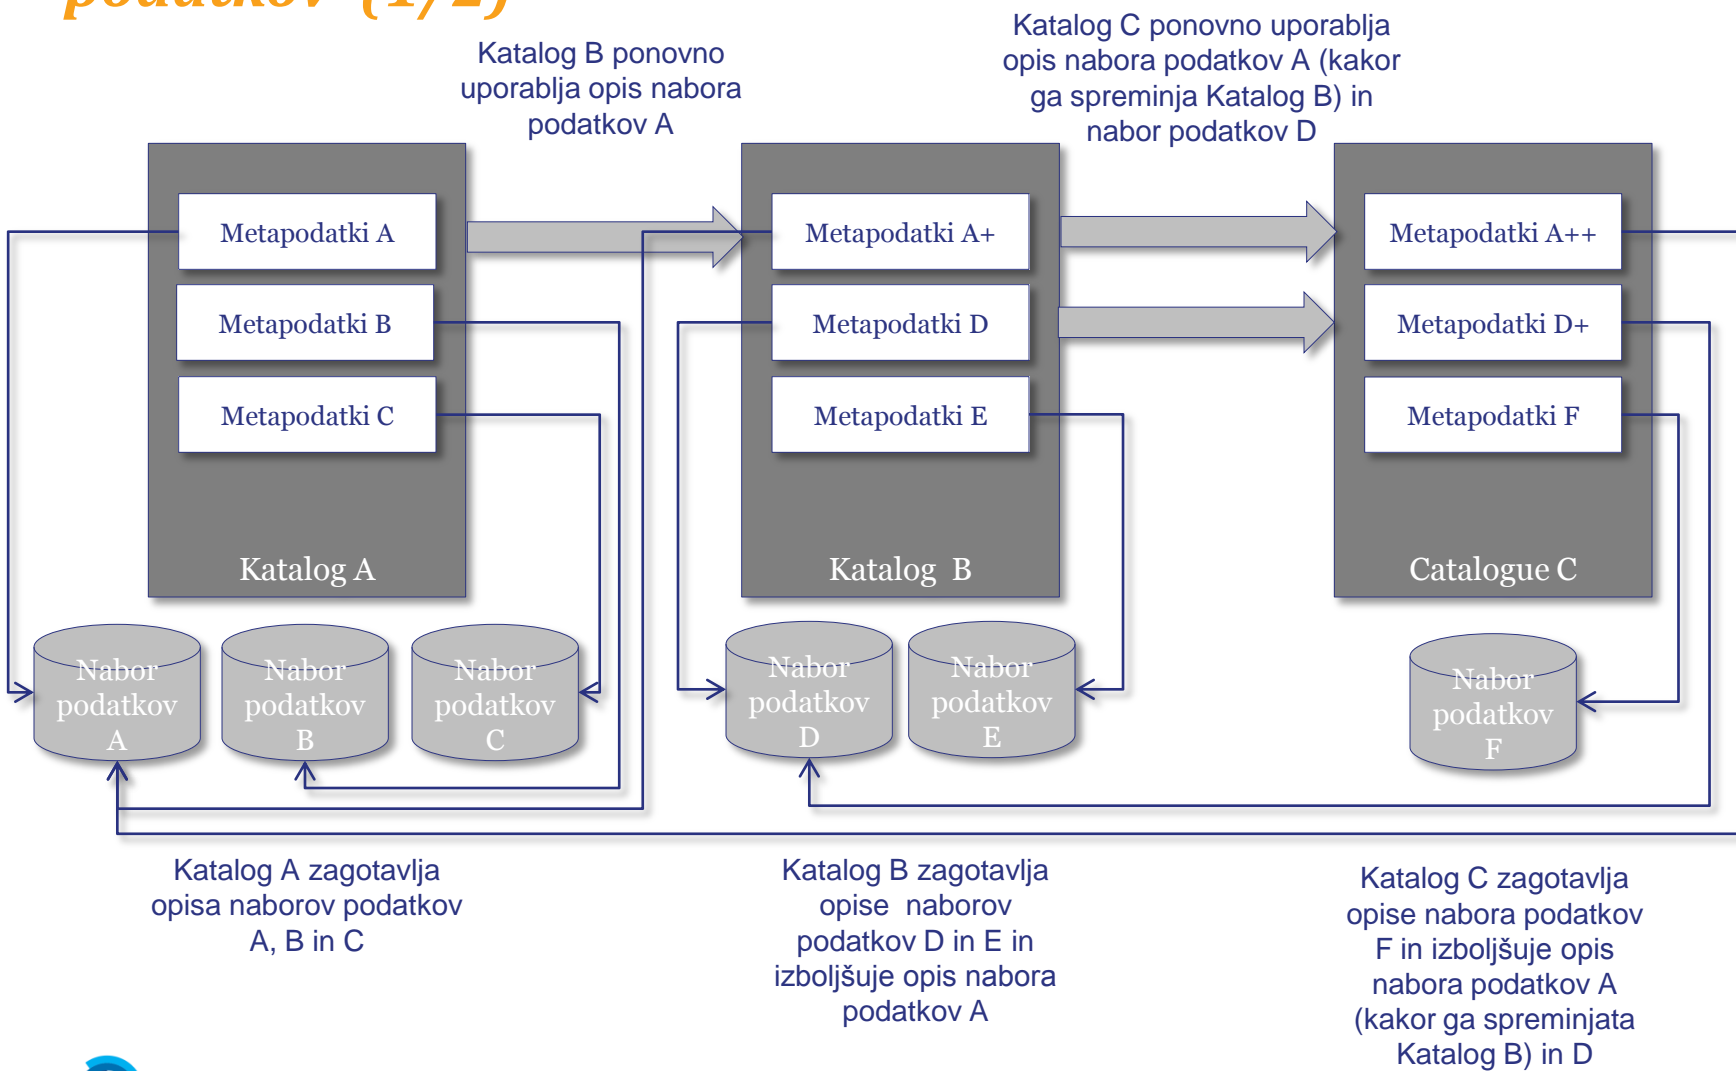 podatkov (1/2)
Katalog B ponovno
uporablja opis nabora
podatkov A
Katalog C ponovno uporablja
opis nabora podatkov A (kakor
ga spreminja Katalog B) in
nabor podatkov D
Metapodatki A
Metapodatki B
Metapodatki C
Katalog A
Metapodatki A+
Metapodatki D
Metapodatki E
Katalog B
Metapodatki A++
Metapodatki D+
Metapodatki F
Catalogue C
Nabor
podatkov
A
Nabor
podatkov
B
Nabor
podatkov
C
Nabor
podatkov
D
Nabor
podatkov
E
Nabor
podatkov
F
Katalog A zagotavlja
opisa naborov podatkov
A, B in C
Katalog B zagotavlja
opise naborov
podatkov D in E in
izboljšuje opis nabora
podatkov A
Katalog C zagotavlja
opise nabora podatkov
F in izboljšuje opis
nabora podatkov A
(kakor ga spreminjata
Katalog B) in D